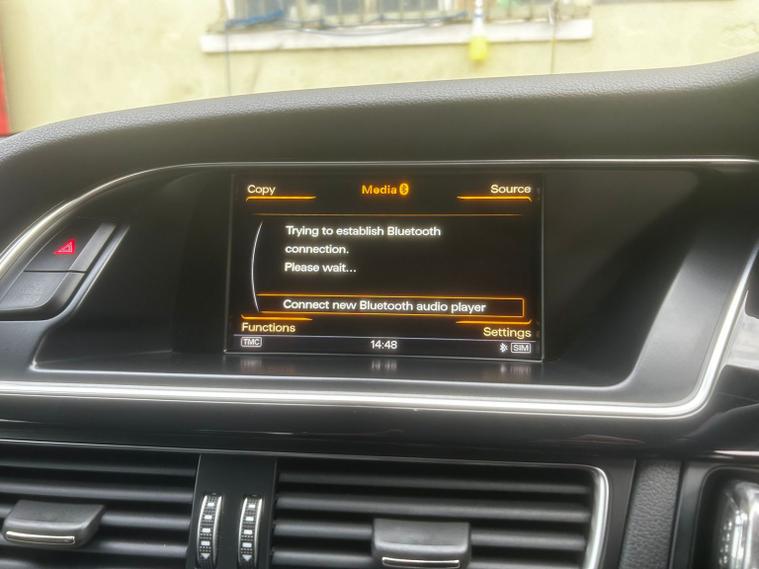 Copy
Media
Source
Trying to establish Bluetooth
connection.
Please wait...
Connect new Bluetooth audio player
Functions
Settings
TMC
14:48
SIM